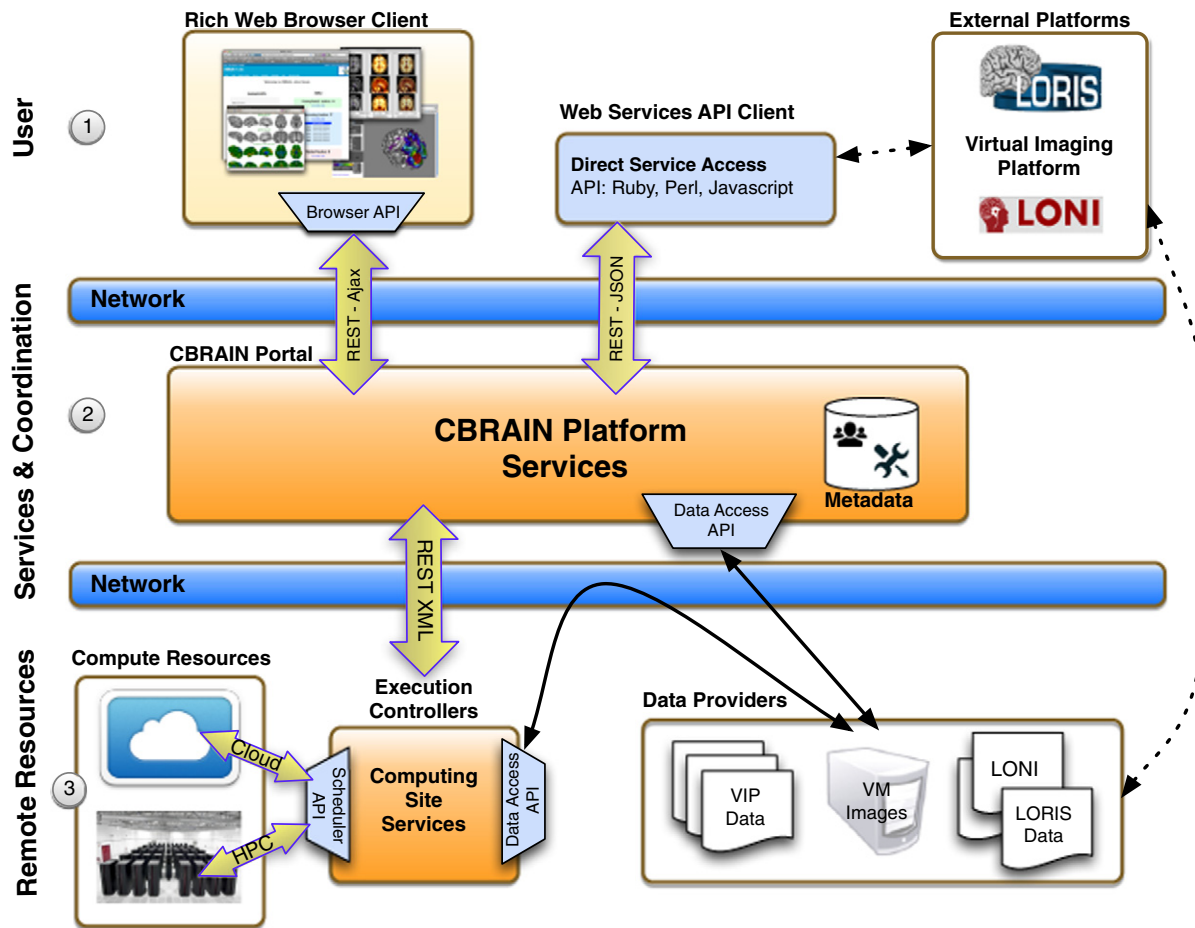 Rich Web Browser Client
External Platforms
User
1
Browser API
Web Services API Client
Direct Service Access
API: Ruby, Perl, Javascript
LORIS
Virtual Imaging
Platform
LONI
Network
REST - Ajax
REST - JSON
Services & Coordination
2
CBRAIN Portal
CBRAIN Platform
Services
Metadata
Data Access
API
Network
REST XML
Remote Resources
3
Compute Resources
Cloud
HPC
Execution
Controllers
Scheduler
API
Computing
Site
Services
Data Access
API
Data Providers
VIP
Data
VM
Images
LONI
LORIS
Data